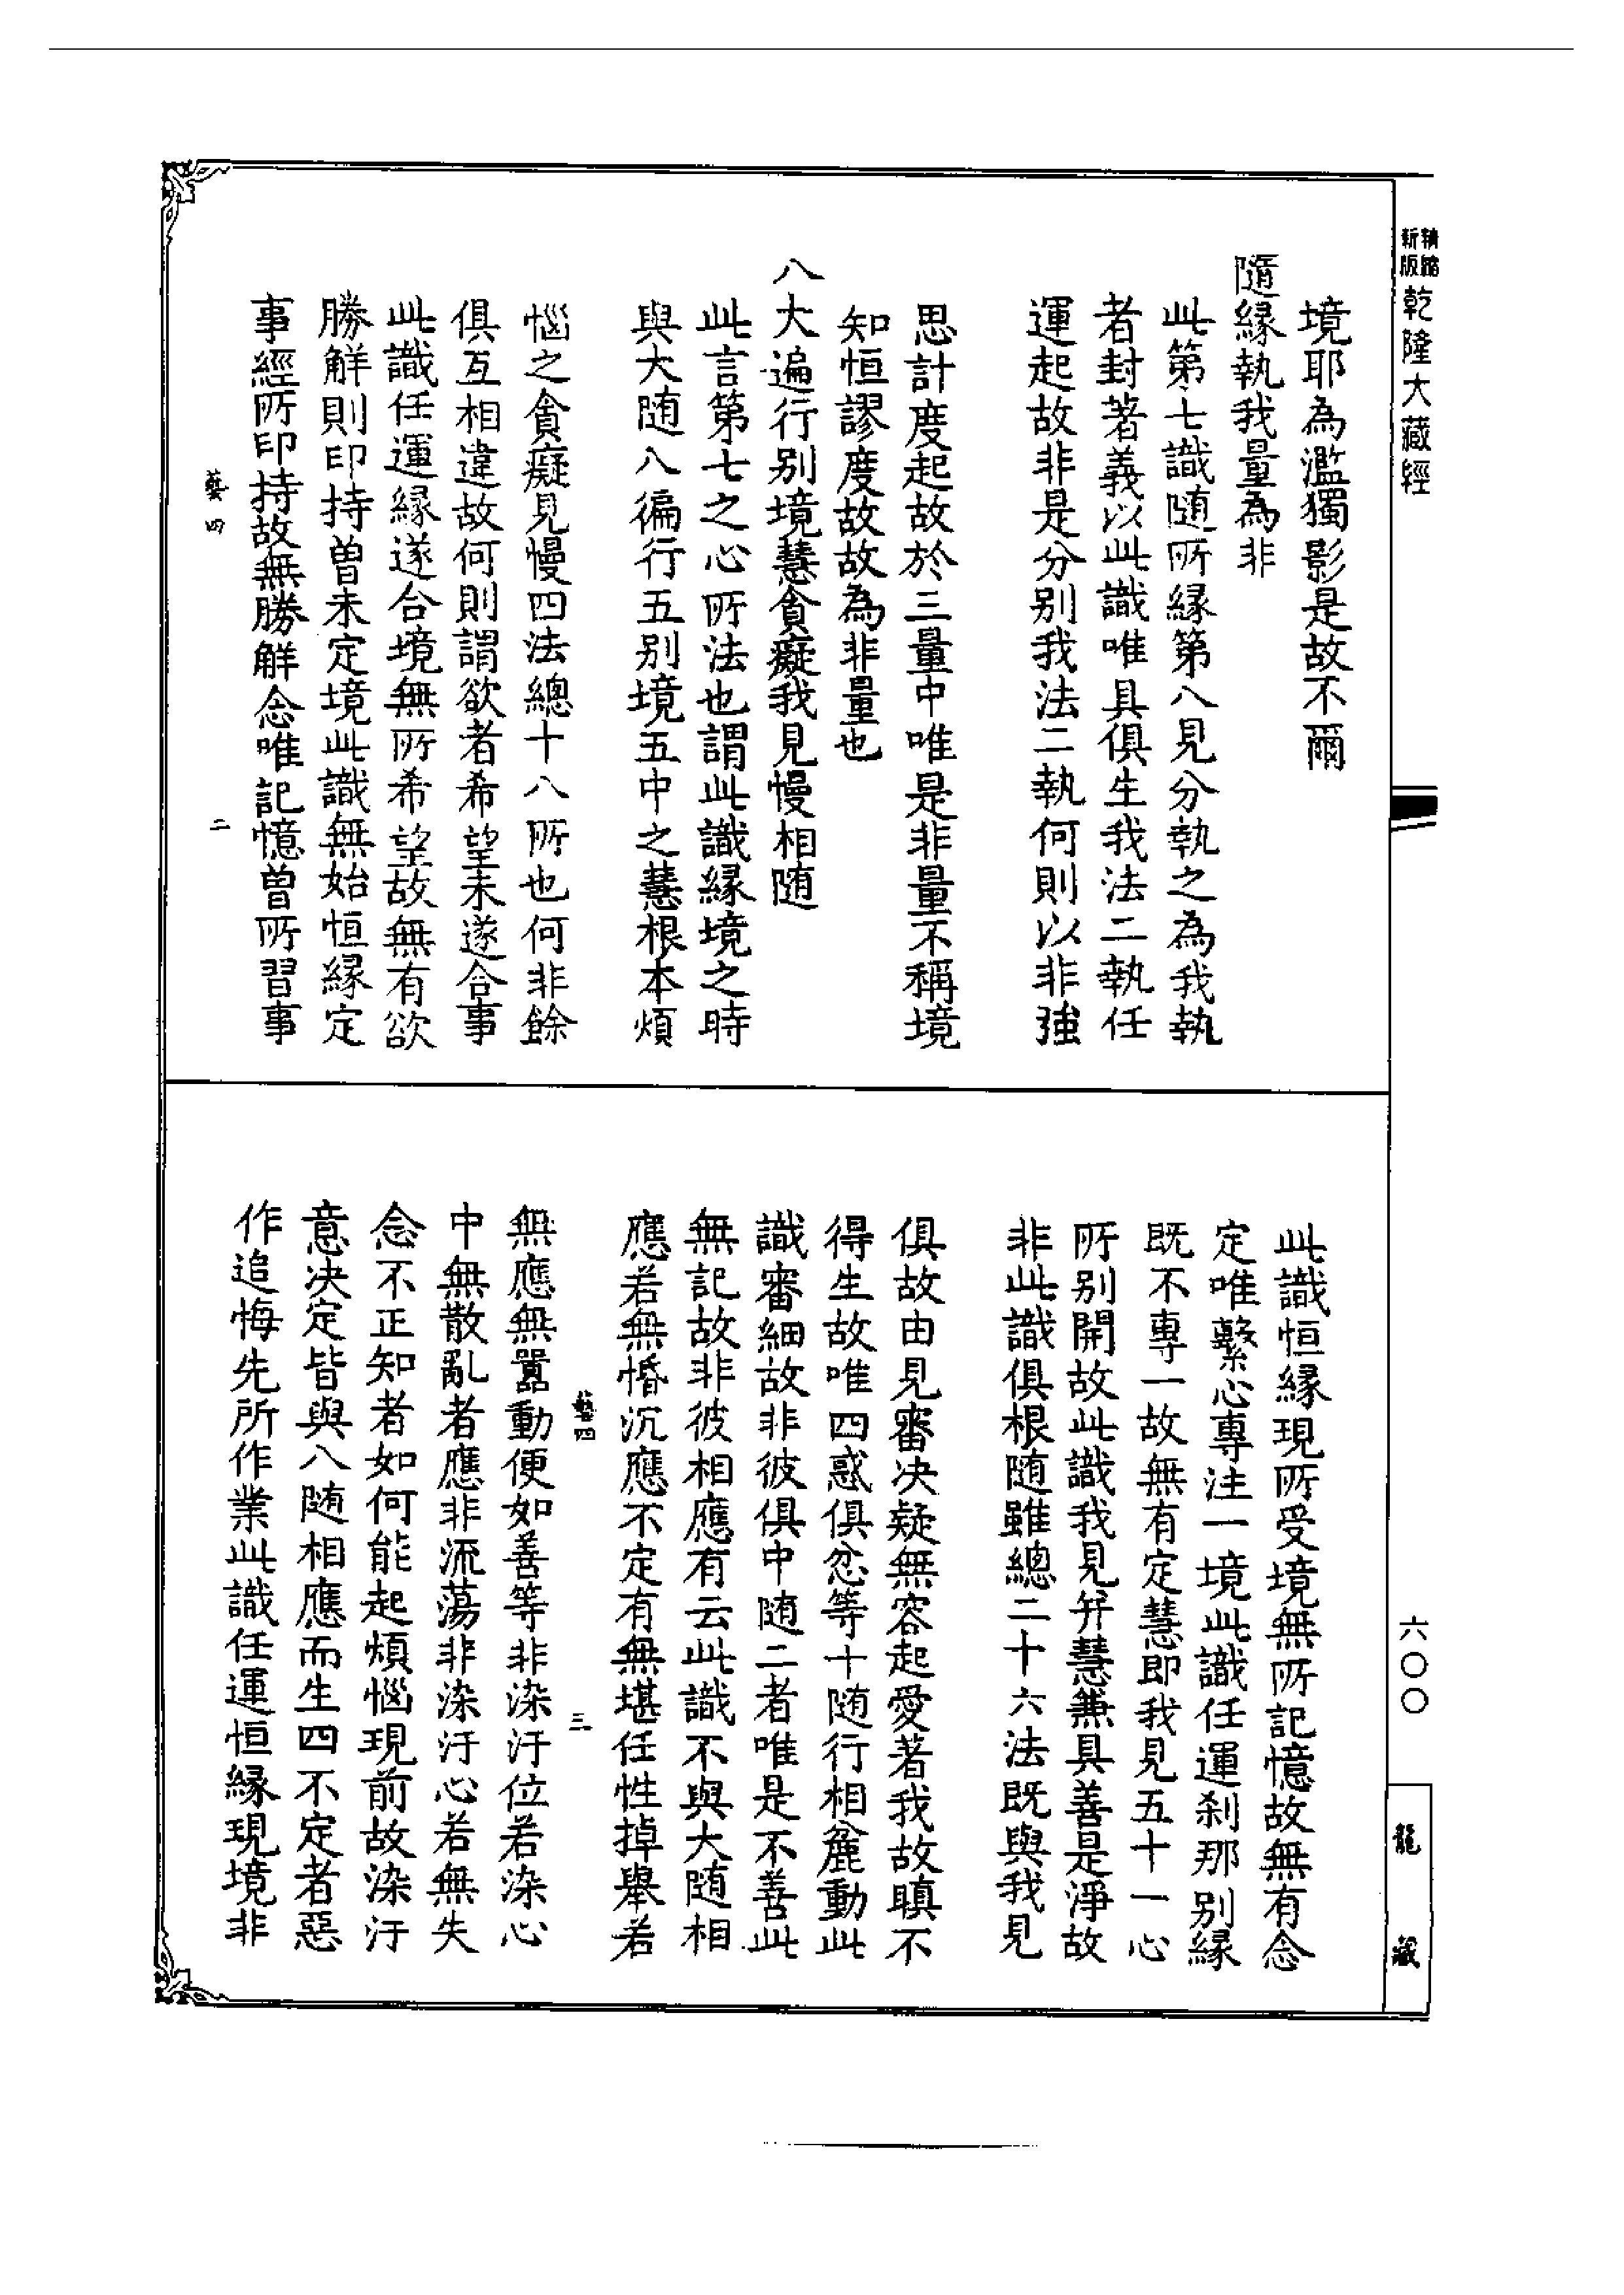 新版
精縮
乾隆大藏經
境耶為濫獨影是故不爾
隨緣執我量為非
此第七識隨所緣第八見分執之為我執
者封著義以此識唯具俱生我法二執任
運起故非是分別我法二執何則以非強
思計度起故於三量中唯是非量不稱境
知恒謬度故故為非量也
八大遍行別境慧貪癡我見慢相隨
此言第七之心所法也謂此識緣境之時
與大隨八徧行五別境五中之慧根本煩
惱之貪癡見慢四法總十八所也何非餘
俱互相違故何則謂欲者希望未遂合事
此識任運緣遂合境無所希望故無有欲
勝解則印持曾未定境此識無始恒緣定
事經所印持故無勝解念唯記憶曾所習事
藝四
二
此識恒緣現所受境無所記憶故無有念
定唯繫心專注一境此識任運剎那別緣
既不專一故無有定慧即我見五十一心
所別開故此識我見并慧兼具善是淨故
非此識俱根隨雖總二十六法既與我見
俱故由見審決疑無容起愛著我故瞋不
得生故唯四惑俱忿等十隨行相麁動此
識審細故非彼俱中隨二者唯是不善此
無記故非彼相應有云此識不與大隨相
應若無惛沉應不定有無堪任性掉舉若
藝四
三
無應無囂動便如善等非染汙位若染心
中無散亂者應非流蕩非染汙心若無失
念不正知者如何能起煩惱現前故染汙
意决定皆與八隨相應而生四不定者惡
作追悔先所作業此識任運恒緣現境非
六〇〇
龍藏